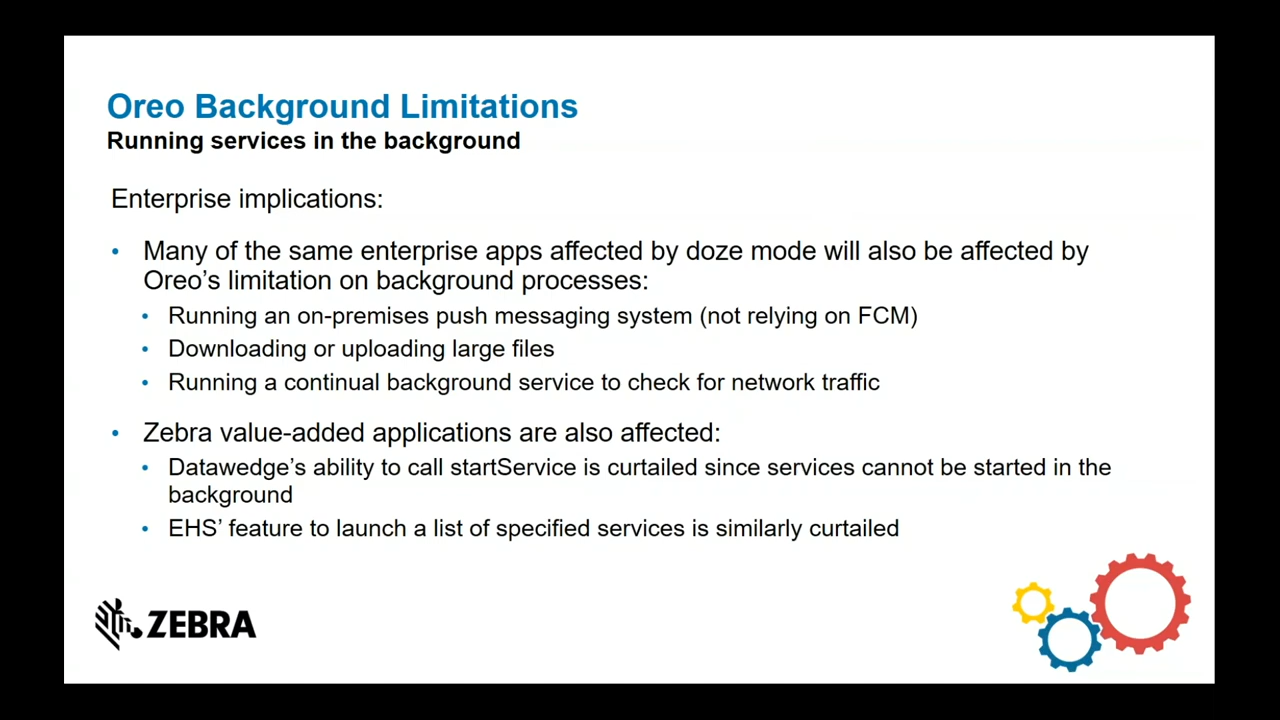 Oreo Background Limitations
Running services in the background
Enterprise implications:
• Many of the same enterprise apps affected by doze mode will also be affected by
Oreo’s limitation on background processes:
• Running an on-premises push messaging system (not relying on FCM)
• Downloading or uploading large files
• Running a continual background service to check for network traffic
• Zebra value-added applications are also affected:
• Datawedge’s ability to call startService is curtailed since services cannot be started in the
background
• EHS’ feature to launch a list of specified services is similarly curtailed
ZEBRA